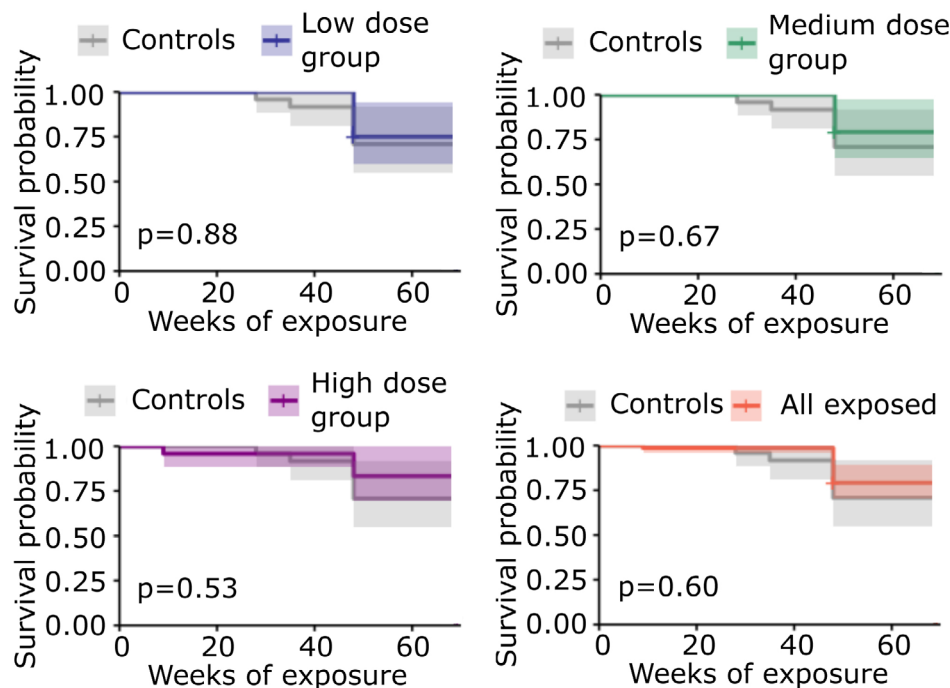 Controls
Low dose
group
Survival probability
1.00
0.75
0.50
0.25
0.00
p=0.88
0 20 40 60
Weeks of exposure
Controls
Medium dose
group
Survival probability
1.00
0.75
0.50
0.25
0.00
p=0.67
0 20 40 60
Weeks of exposure
Controls
High dose
group
Survival probability
1.00
0.75
0.50
0.25
0.00
p=0.53
0 20 40 60
Weeks of exposure
Controls
All exposed
Survival probability
1.00
0.75
0.50
0.25
0.00
p=0.60
0 20 40 60
Weeks of exposure